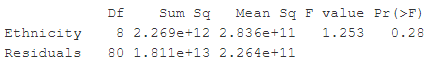 Df Sum Sq Mean Sq F value Pr(>F)
Ethnicity 8 2.269e+12 2.836e+11 1.253 0.28
Residuals 80 1.811e+13 2.264e+11